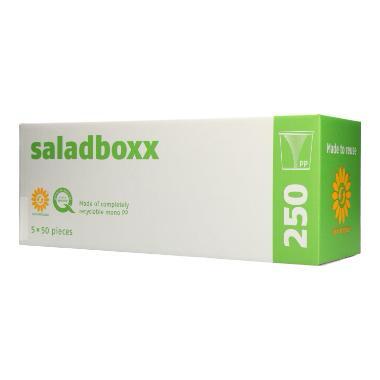 saladboxx
Made of completely
recyclable mono PP
5 x 50 pieces
Made to reuse
PP
250